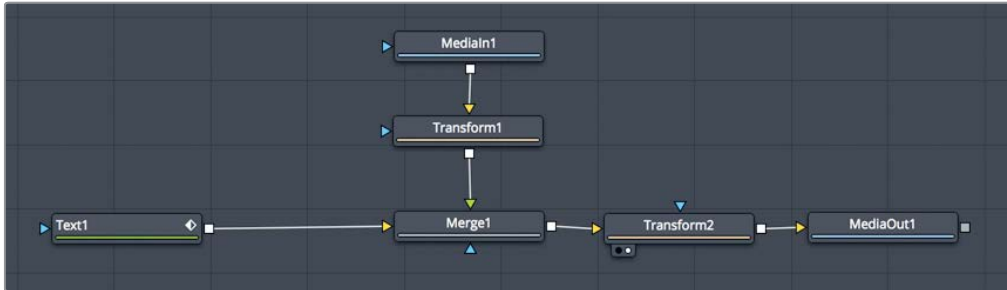 MediaIn1
Transform1
Text1
Merge1
Transform2
MediaOut1